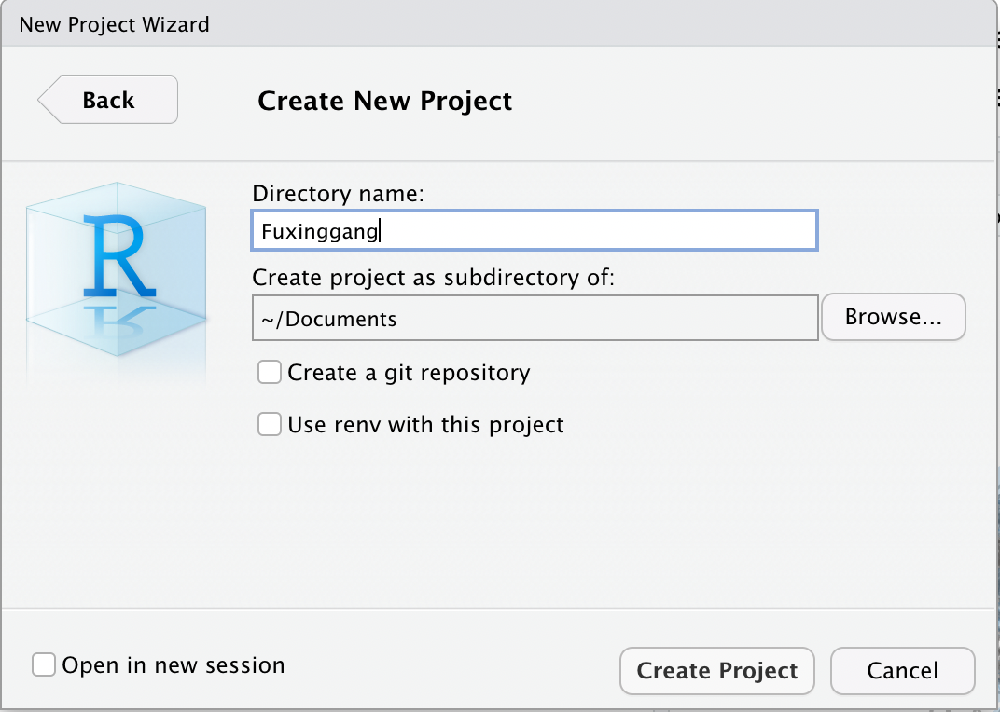 New Project Wizard
Back
Create New Project
R
Directory name:
Fuxinggang
Create project as subdirectory of:
~/Documents
Browse...
Create a git repository
Use renv with this project
Open in new session
Create Project
Cancel